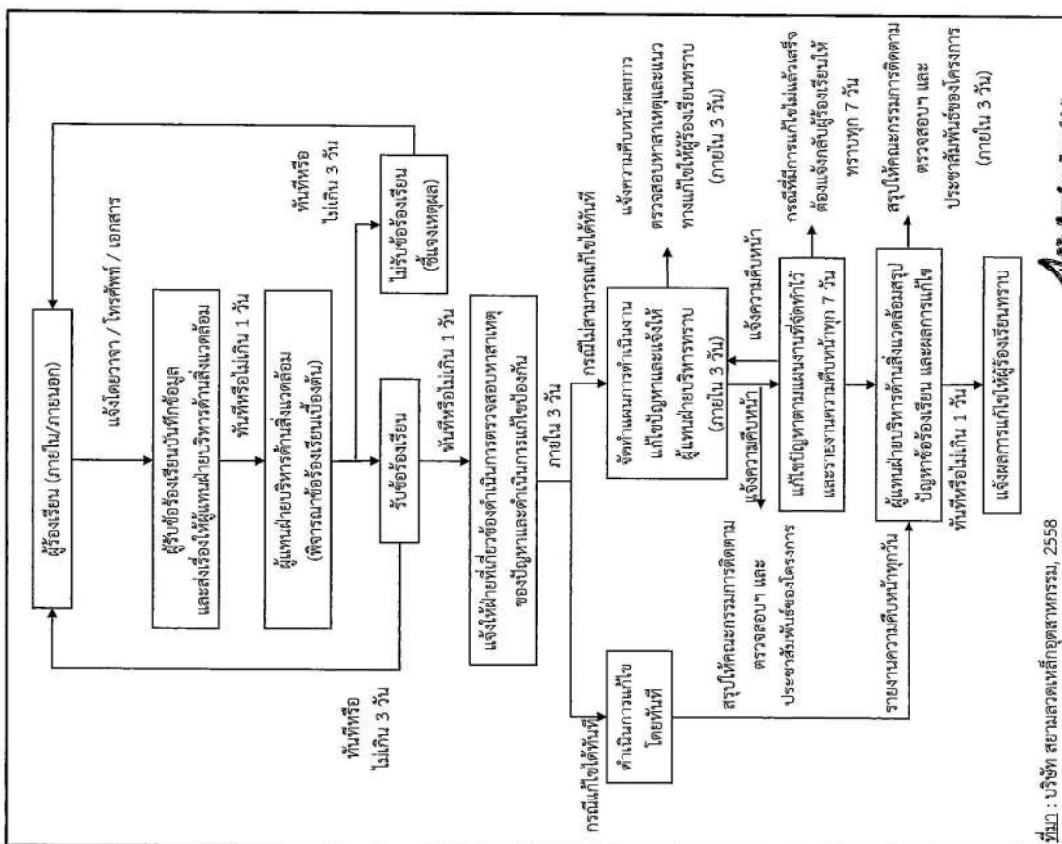 ผู้ร้องเรียน (ภายใน/ภายนอก)
แจ้งโดยวาจา / โทรศัพท์ / เอกสาร
ผู้รับข้อร้องเรียนบันทึกข้อมูล
และส่งเรื่องให้ผู้แทนฝ่ายบริหารด้านสิ่งแวดล้อม
ทันทีหรือไม่เกิน 1 วัน
ผู้แทนฝ่ายบริหารด้านสิ่งแวดล้อม
(พิจารณาข้อร้องเรียนเบื้องต้น)
ทันทีหรือ
ไม่เกิน 3 วัน
ไม่รับข้อร้องเรียน
(ชี้แจงเหตุผล)
ทันทีหรือ
ไม่เกิน 3 วัน
รับข้อร้องเรียน
ทันทีหรือไม่เกิน 1 วัน
แจ้งให้ฝ่ายที่เกี่ยวข้องดำเนินการตรวจสอบหาสาเหตุ
ของปัญหาและดำเนินการแก้ไขป้องกัน
ภายใน 3 วัน
กรณีแก้ไขได้ทันที
กรณีไม่สามารถแก้ไขได้ทันที
ดำเนินการแก้ไข
โดยทันที
จัดทำแผนการดำเนินงาน
แก้ไขปัญหาและแจ้งให้
ผู้แทนฝ่ายบริหารทราบ
(ภายใน 3 วัน)
แจ้งความคืบหน้าผลการ
ตรวจสอบหาสาเหตุและแนว
ทางแก้ไขให้ผู้ร้องเรียนทราบ
(ภายใน 3 วัน)
แจ้งความคืบหน้า
แจ้งความคืบหน้า
สรุปให้คณะกรรมการติดตาม
ตรวจสอบฯ และ
ประชาสัมพันธ์ของโครงการ
แก้ไขปัญหาตามแผนงานที่จัดทำไว้
และรายงานความคืบหน้าทุก 7 วัน
กรณีที่มีการแก้ไขไม่แล้วเสร็จ
ต้องแจ้งกลับผู้ร้องเรียนให้
ทราบทุก 7 วัน
รายงานความคืบหน้าทุกวัน
ผู้แทนฝ่ายบริหารด้านสิ่งแวดล้อมสรุป
ปัญหาข้อร้องเรียน และผลการแก้ไข
สรุปให้คณะกรรมการติดตาม
ตรวจสอบฯ และ
ประชาสัมพันธ์ของโครงการ
(ภายใน 3 วัน)
ทันทีหรือไม่เกิน 1 วัน
แจ้งผลการแก้ไขให้ผู้ร้องเรียนทราบ
ที่มา : บริษัท สยามลวดเหล็กอุตสาหกรรม, 2558